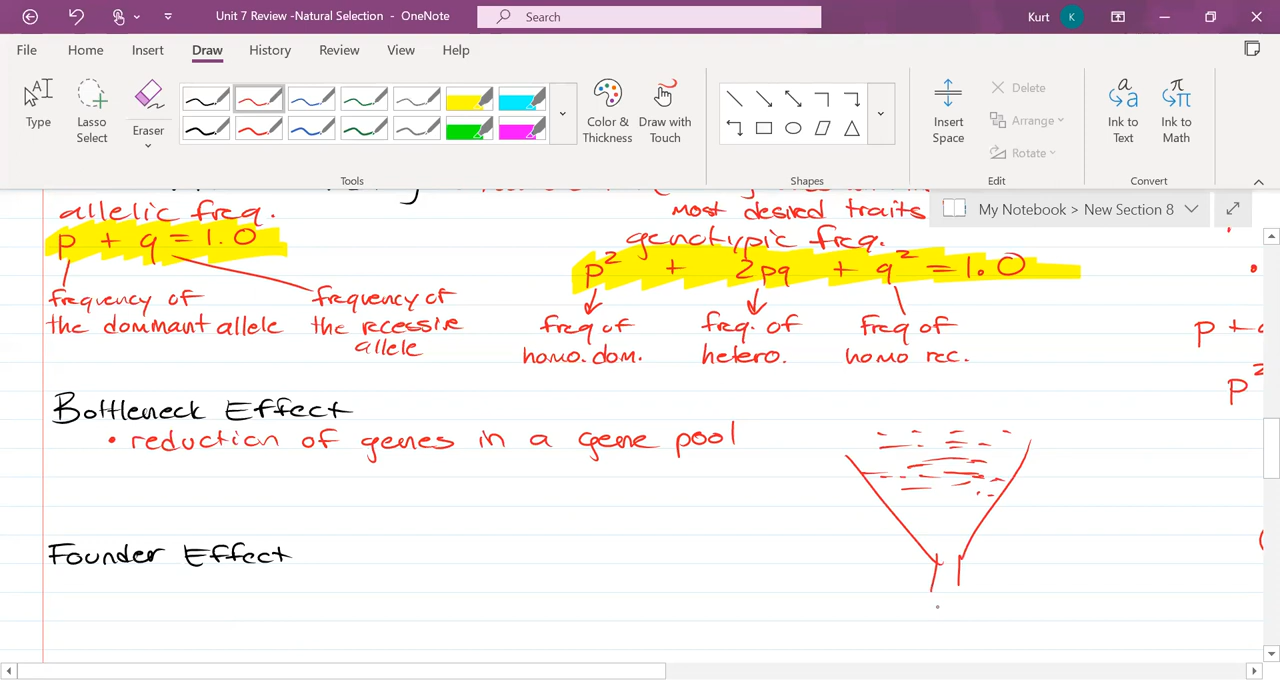 Unit 7 Review -Natural Selection - OneNote
Search
Kurt K
File Home Insert Draw History Review View Help
Type
Lasso Select
Eraser
Color & Thickness
Draw with Touch
Insert Space
Delete
Arrange
Rotate
Ink to Text
Ink to Math
Tools Shapes Edit Convert
My Notebook > New Section 8
allelic freq.
most desired traits
p + q = 1.0
genotypic freq.
p² + 2pq + q² = 1.0
frequency of the dominant allele
frequency of the recessive allele
freq of homo. dom.
freq. of hetero.
freq of homo rec.
p +
p²
Bottleneck Effect
• reduction of genes in a gene pool
Founder Effect